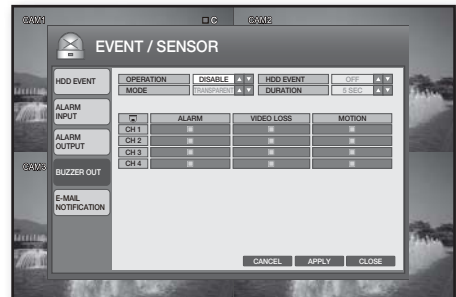 CAM1
C
CAM2
EVENT / SENSOR
HDD EVENT
OPERATION DISABLE HDD EVENT OFF
MODE TRANSPARENT DURATION 5 SEC
ALARM INPUT
ALARM VIDEO LOSS MOTION
CH 1
CH 2
CH 3
CH 4
ALARM OUTPUT
CAM3
BUZZER OUT
E-MAIL
NOTIFICATION
CANCEL APPLY CLOSE